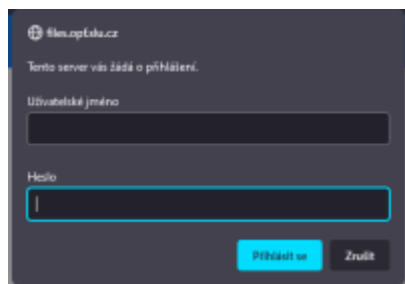 files.opf.slu.cz
Tento server vás žádá o přihlášení.
Uživatelské jméno
Heslo
Přihlásit se
Zrušit